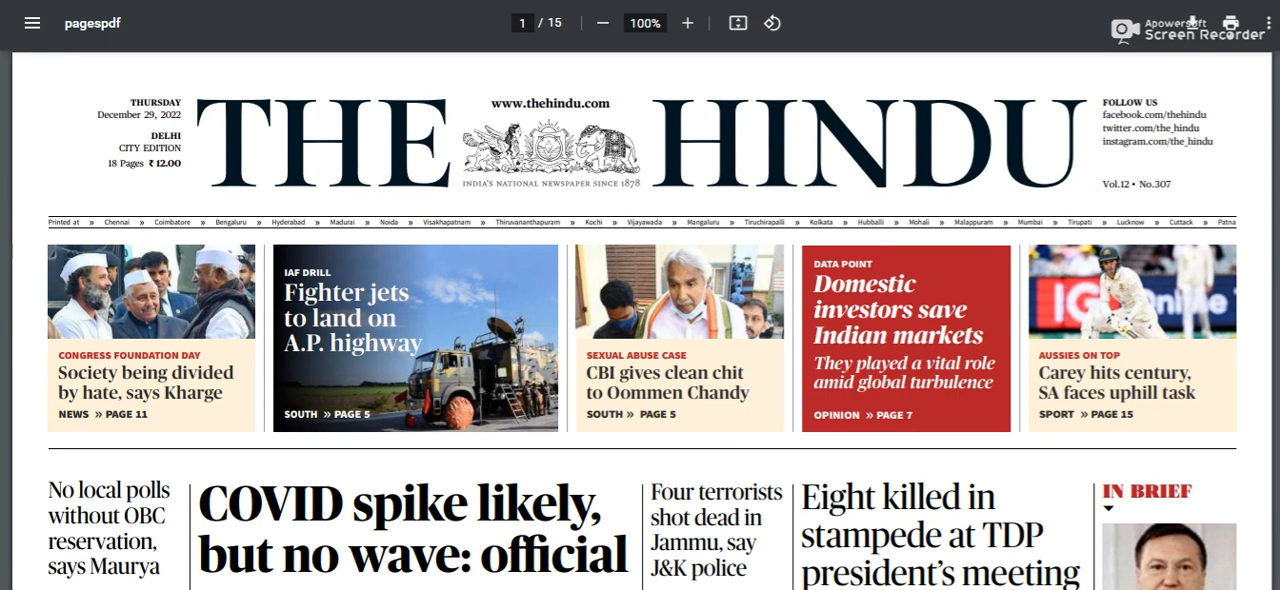 pagespdf
1 / 15
100%
Apowersoft
Screen Recorder
THURSDAY
December 29, 2022
DELHI
CITY EDITION
18 Pages ₹ 12.00
THE HINDU
www.thehindu.com
INDIA'S NATIONAL NEWSPAPER SINCE 1878
FOLLOW US
facebook.com/thehindu
twitter.com/the_hindu
instagram.com/the_hindu
Vol.12 • No.307
Printed at » Chennai » Coimbatore » Bengaluru » Hyderabad » Madurai » Noida » Visakhapatnam » Thiruvananthapuram » Kochi » Vijayawada » Mangaluru » Tiruchirapalli » Kolkata » Hubballi » Mohali » Malappuram » Mumbai » Tirupati » Lucknow » Cuttack » Patna
CONGRESS FOUNDATION DAY
Society being divided
by hate, says Kharge
NEWS » PAGE 11
IAF DRILL
Fighter jets
to land on
A.P. highway
SOUTH » PAGE 5
SEXUAL ABUSE CASE
CBI gives clean chit
to Oommen Chandy
SOUTH » PAGE 5
DATA POINT
Domestic
investors save
Indian markets
They played a vital role
amid global turbulence
OPINION » PAGE 7
AUSSIES ON TOP
Carey hits century,
SA faces uphill task
SPORT » PAGE 15
No local polls
without OBC
reservation,
says Maurya
COVID spike likely,
but no wave: official
Four terrorists
shot dead in
Jammu, say
J&K police
Eight killed in
stampede at TDP
president's meeting
IN BRIEF